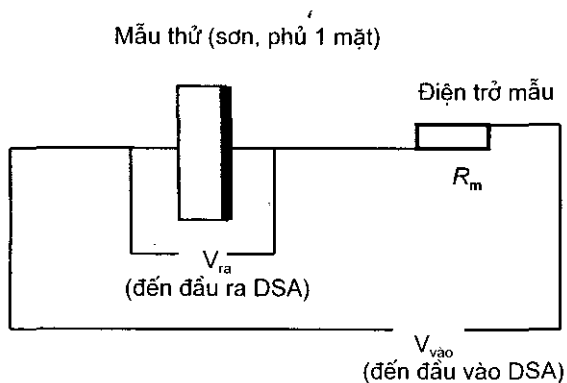 Mẫu thử (sơn, phủ 1 mặt)
Điện trở mẫu
Rm
Vra
(đến đầu ra DSA)
Vvào
(đến đầu vào DSA)